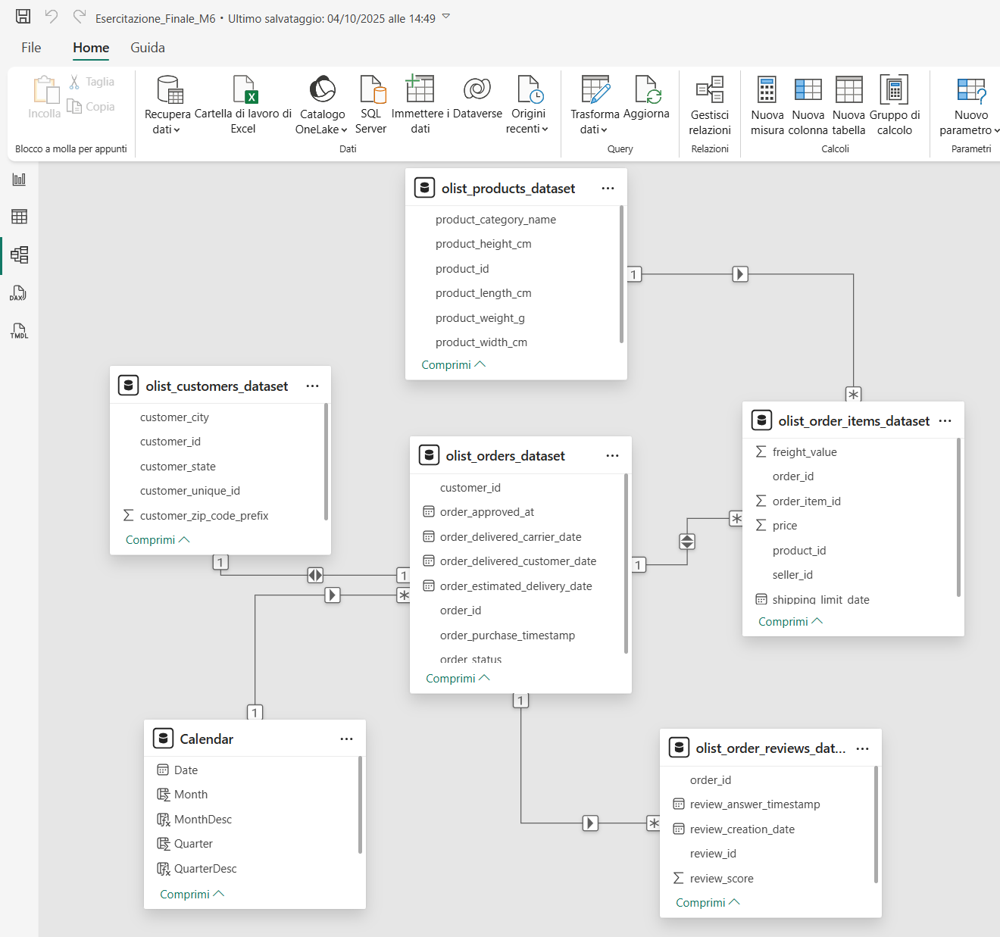 Esercitazione_Finale_M6 • Ultimo salvataggio: 04/10/2025 alle 14:49
File Home Guida
Incolla
Taglia
Copia
Blocco a molla per appunti
Recupera dati
Cartella di lavoro di Excel
Catalogo OneLake
SQL Server
Immettere i dati
Dataverse
Origini recenti
Dati
Trasforma dati
Aggiorna
Query
Gestisci relazioni
Relazioni
Nuova misura
Nuova colonna
Nuova tabella
Gruppo di calcolo
Calcoli
Nuovo parametro
Parametri
DAX
TMDL
olist_products_dataset
product_category_name
product_height_cm
product_id
product_length_cm
product_weight_g
product_width_cm
Comprimi
1
*
olist_customers_dataset
customer_city
customer_id
customer_state
customer_unique_id
customer_zip_code_prefix
Comprimi
1
1
*
olist_orders_dataset
customer_id
order_approved_at
order_delivered_carrier_date
order_delivered_customer_date
order_estimated_delivery_date
order_id
order_purchase_timestamp
order_status
Comprimi
1
*
olist_order_items_dataset
freight_value
order_id
order_item_id
price
product_id
seller_id
shipping_limit_date
Comprimi
1
1
Calendar
Date
Month
MonthDesc
Quarter
QuarterDesc
Comprimi
*
olist_order_reviews_dat...
order_id
review_answer_timestamp
review_creation_date
review_id
review_score
Comprimi